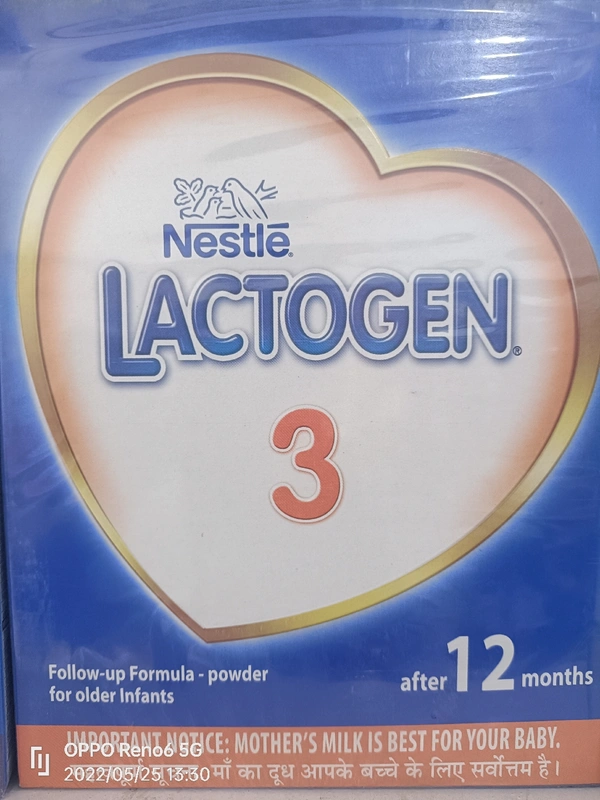 Nestlé®
LACTOGEN®
3
Follow-up Formula - powder
for older Infants
after 12 months
IMPORTANT NOTICE: MOTHER'S MILK IS BEST FOR YOUR BABY.
माँ का दूध आपके बच्चे के लिए सर्वोत्तम है।
OPPO Reno6 5G
2022/05/25 13:30